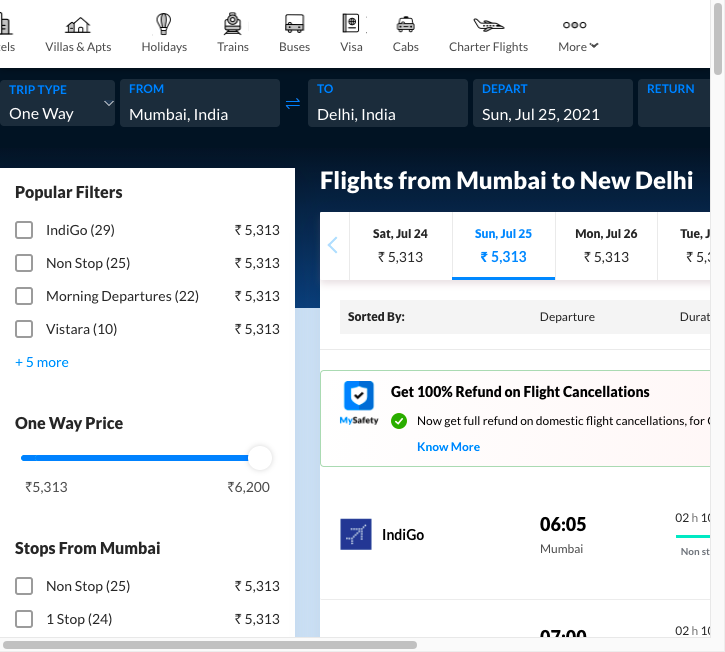 els Villas & Apts Holidays Trains Buses Visa Cabs Charter Flights More
TRIP TYPE FROM TO DEPART RETURN
One Way Mumbai, India Delhi, India Sun, Jul 25, 2021
Flights from Mumbai to New Delhi
Popular Filters
IndiGo (29) ₹ 5,313
Non Stop (25) ₹ 5,313
Morning Departures (22) ₹ 5,313
Vistara (10) ₹ 5,313
+ 5 more
One Way Price
₹5,313 ₹6,200
Stops From Mumbai
Non Stop (25) ₹ 5,313
1 Stop (24) ₹ 5,313
Sat, Jul 24 Sun, Jul 25 Mon, Jul 26 Tue, J
₹ 5,313 ₹ 5,313 ₹ 5,313 ₹ 5,3
Sorted By: Departure Durat
Get 100% Refund on Flight Cancellations
MySafety
Now get full refund on domestic flight cancellations, for
Know More
IndiGo 06:05 02 h 10
Mumbai Non st
07:00 02 h 10